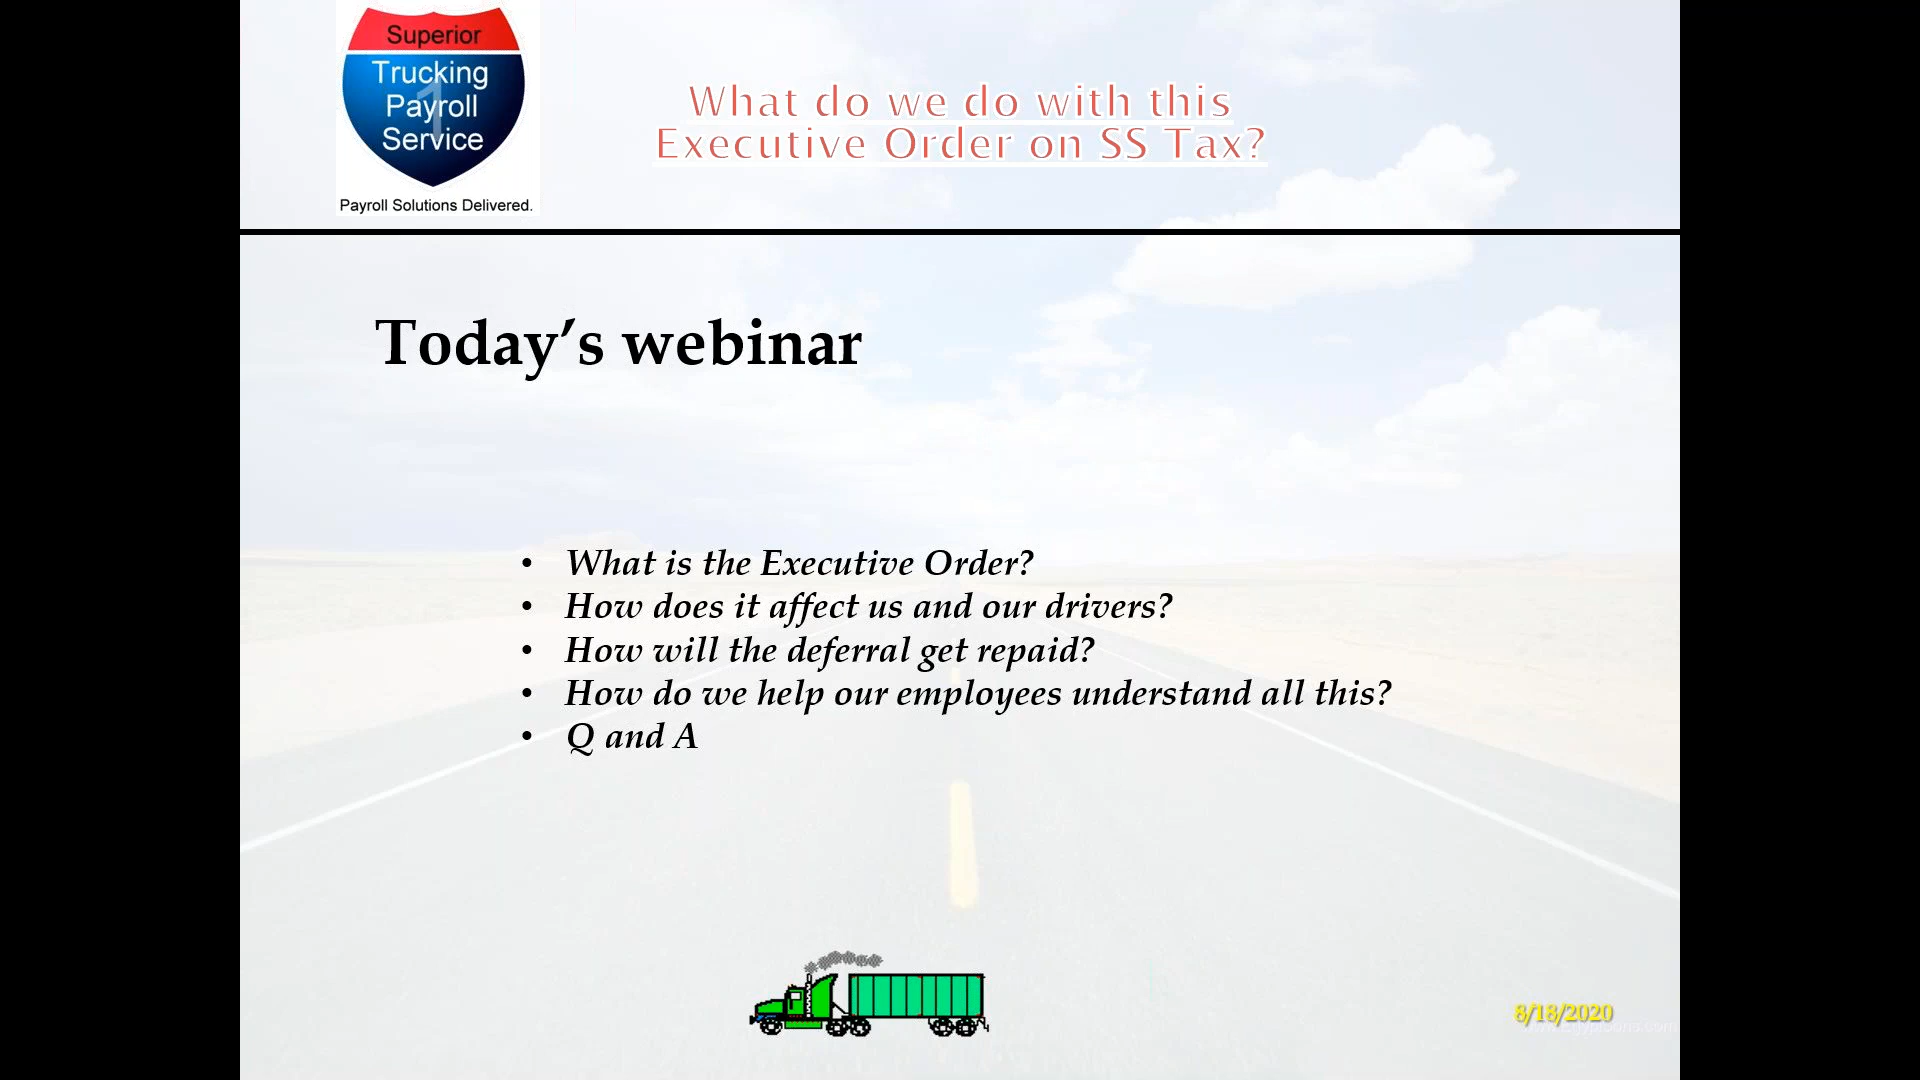 Superior
Trucking
Payroll
Service
Payroll Solutions Delivered.
What do we do with this
Executive Order on SS Tax?
Today’s webinar
• What is the Executive Order?
• How does it affect us and our drivers?
• How will the deferral get repaid?
• How do we help our employees understand all this?
• Q and A
8/18/2020